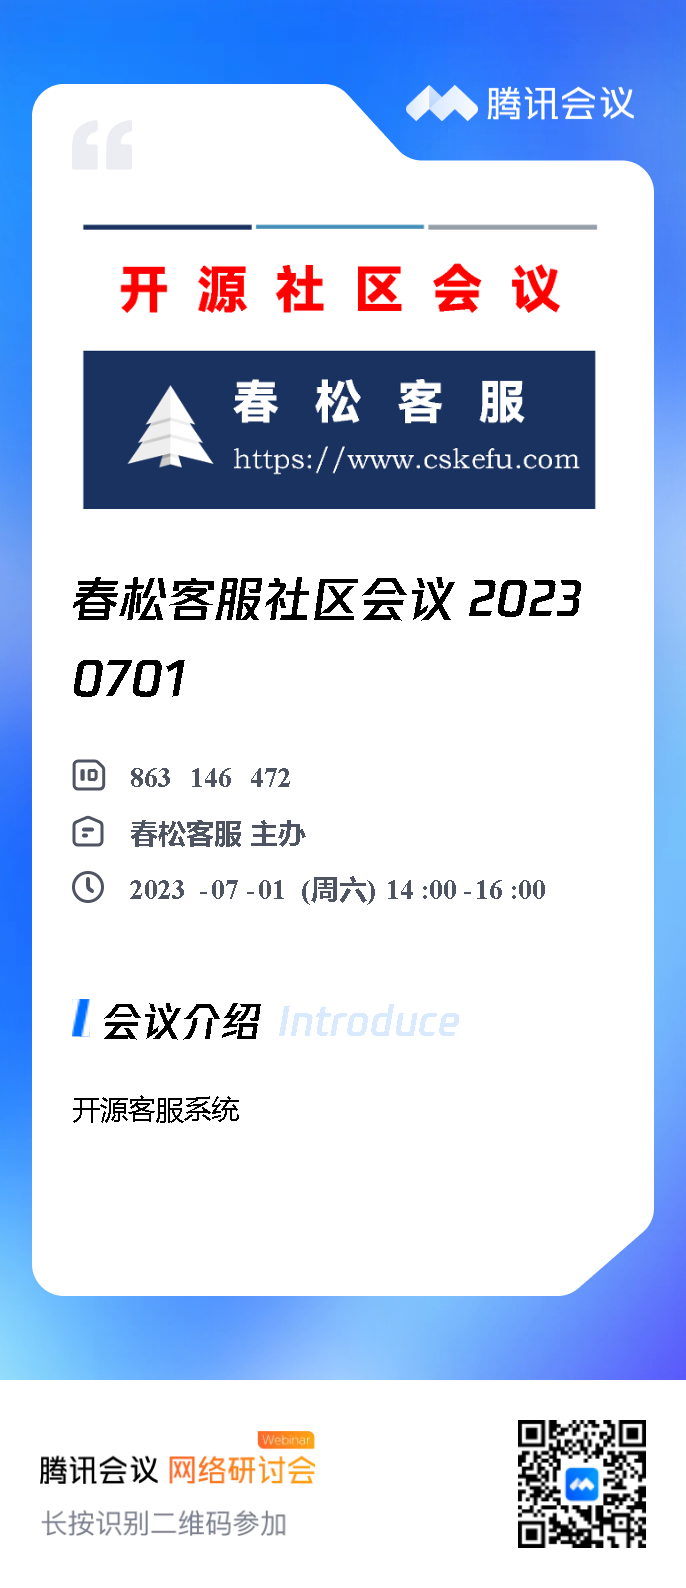 腾讯会议
开源社区会议
春松客服
https://www.cskefu.com
春松客服社区会议 2023
0701
ID 863 146 472
春松客服 主办
2023 -07 -01 (周六) 14 :00 -16 :00
会议介绍 Introduce
开源客服系统
Webinar
腾讯会议 网络研讨会
长按识别二维码参加